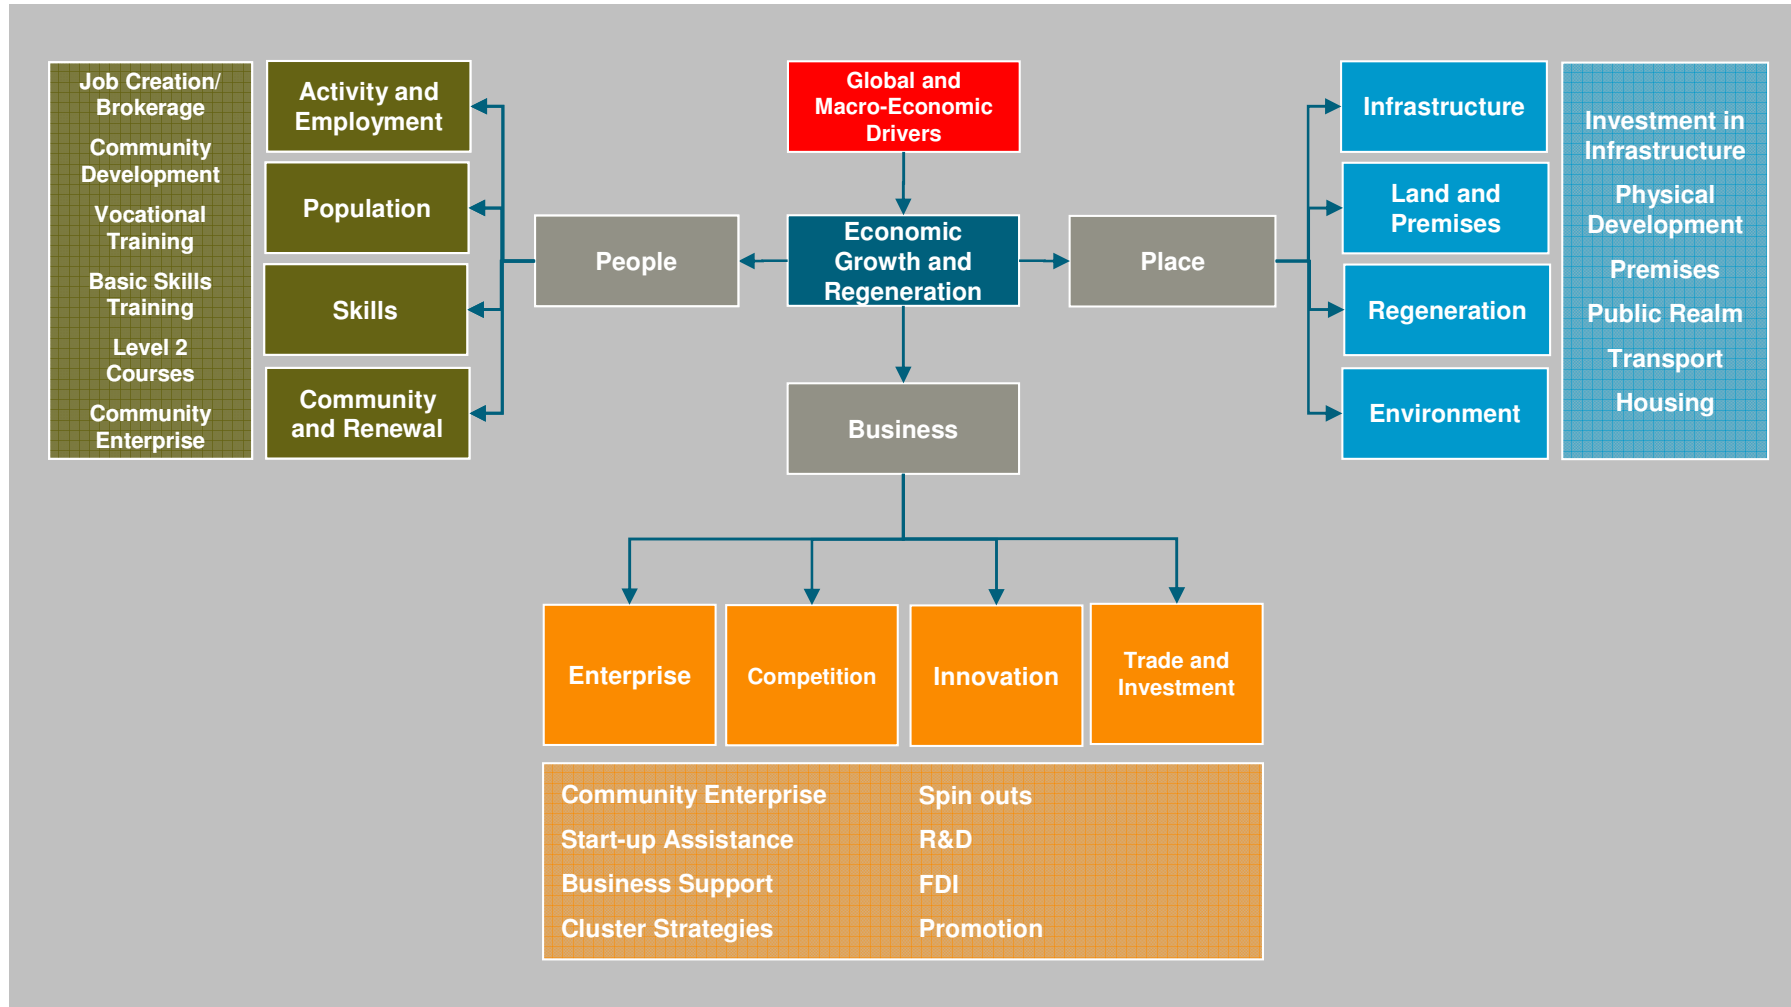 Job Creation/
Brokerage
Community
Development
Vocational
Training
Basic Skills
Training
Level 2
Courses
Community
Enterprise
Activity and
Employment
Population
Skills
Community
and Renewal
People
Global and
Macro-Economic
Drivers
Economic
Growth and
Regeneration
Business
Place
Infrastructure
Land and
Premises
Regeneration
Environment
Investment in
Infrastructure
Physical
Development
Premises
Public Realm
Transport
Housing
Enterprise
Competition
Innovation
Trade and
Investment
Community Enterprise
Start-up Assistance
Business Support
Cluster Strategies
Spin outs
R&D
FDI
Promotion